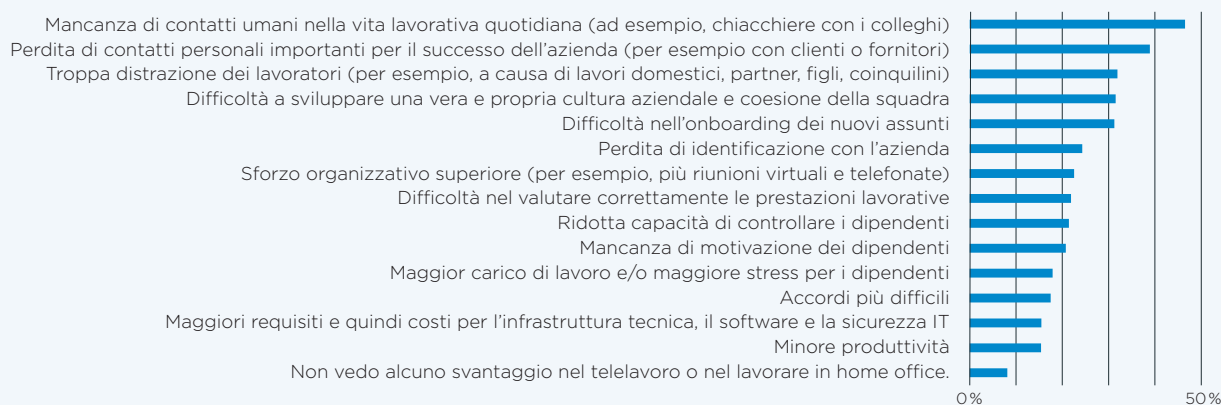 Mancanza di contatti umani nella vita lavorativa quotidiana (ad esempio, chiacchiere con i colleghi)
Perdita di contatti personali importanti per il successo dell’azienda (per esempio con clienti o fornitori)
Troppa distrazione dei lavoratori (per esempio, a causa di lavori domestici, partner, figli, coinquilini)
Difficoltà a sviluppare una vera e propria cultura aziendale e coesione della squadra
Difficoltà nell’onboarding dei nuovi assunti
Perdita di identificazione con l’azienda
Sforzo organizzativo superiore (per esempio, più riunioni virtuali e telefonate)
Difficoltà nel valutare correttamente le prestazioni lavorative
Ridotta capacità di controllare i dipendenti
Mancanza di motivazione dei dipendenti
Maggior carico di lavoro e/o maggiore stress per i dipendenti
Accordi più difficili
Maggiori requisiti e quindi costi per l’infrastruttura tecnica, il software e la sicurezza IT
Minore produttività
Non vedo alcuno svantaggio nel telelavoro o nel lavorare in home office.
0 % 50 %